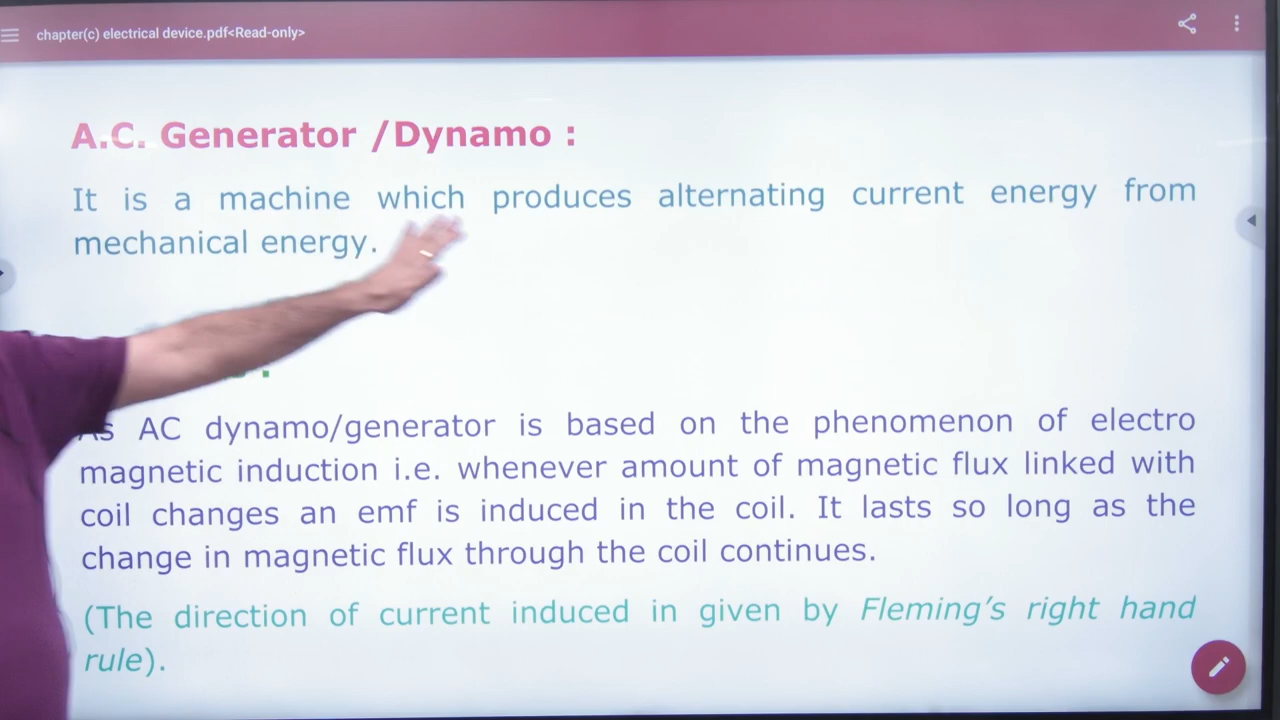 chapter(c) electrical device.pdf<Read-only>
A.C. Generator /Dynamo :
It is a machine which produces alternating current energy from
mechanical energy.
:
As AC dynamo/generator is based on the phenomenon of electro
magnetic induction i.e. whenever amount of magnetic flux linked with
coil changes an emf is induced in the coil. It lasts so long as the
change in magnetic flux through the coil continues.
(The direction of current induced in given by Fleming's right hand
rule).